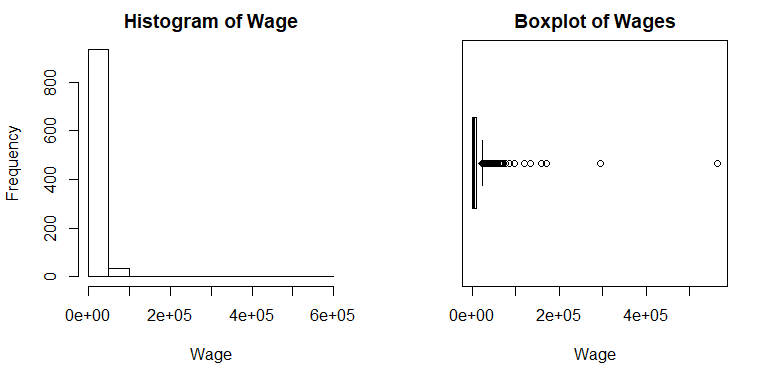 Histogram of Wage
Frequency
0 200 400 600 800
0e+00 2e+05 4e+05 6e+05
Wage
Boxplot of Wages
0e+00 2e+05 4e+05
Wage